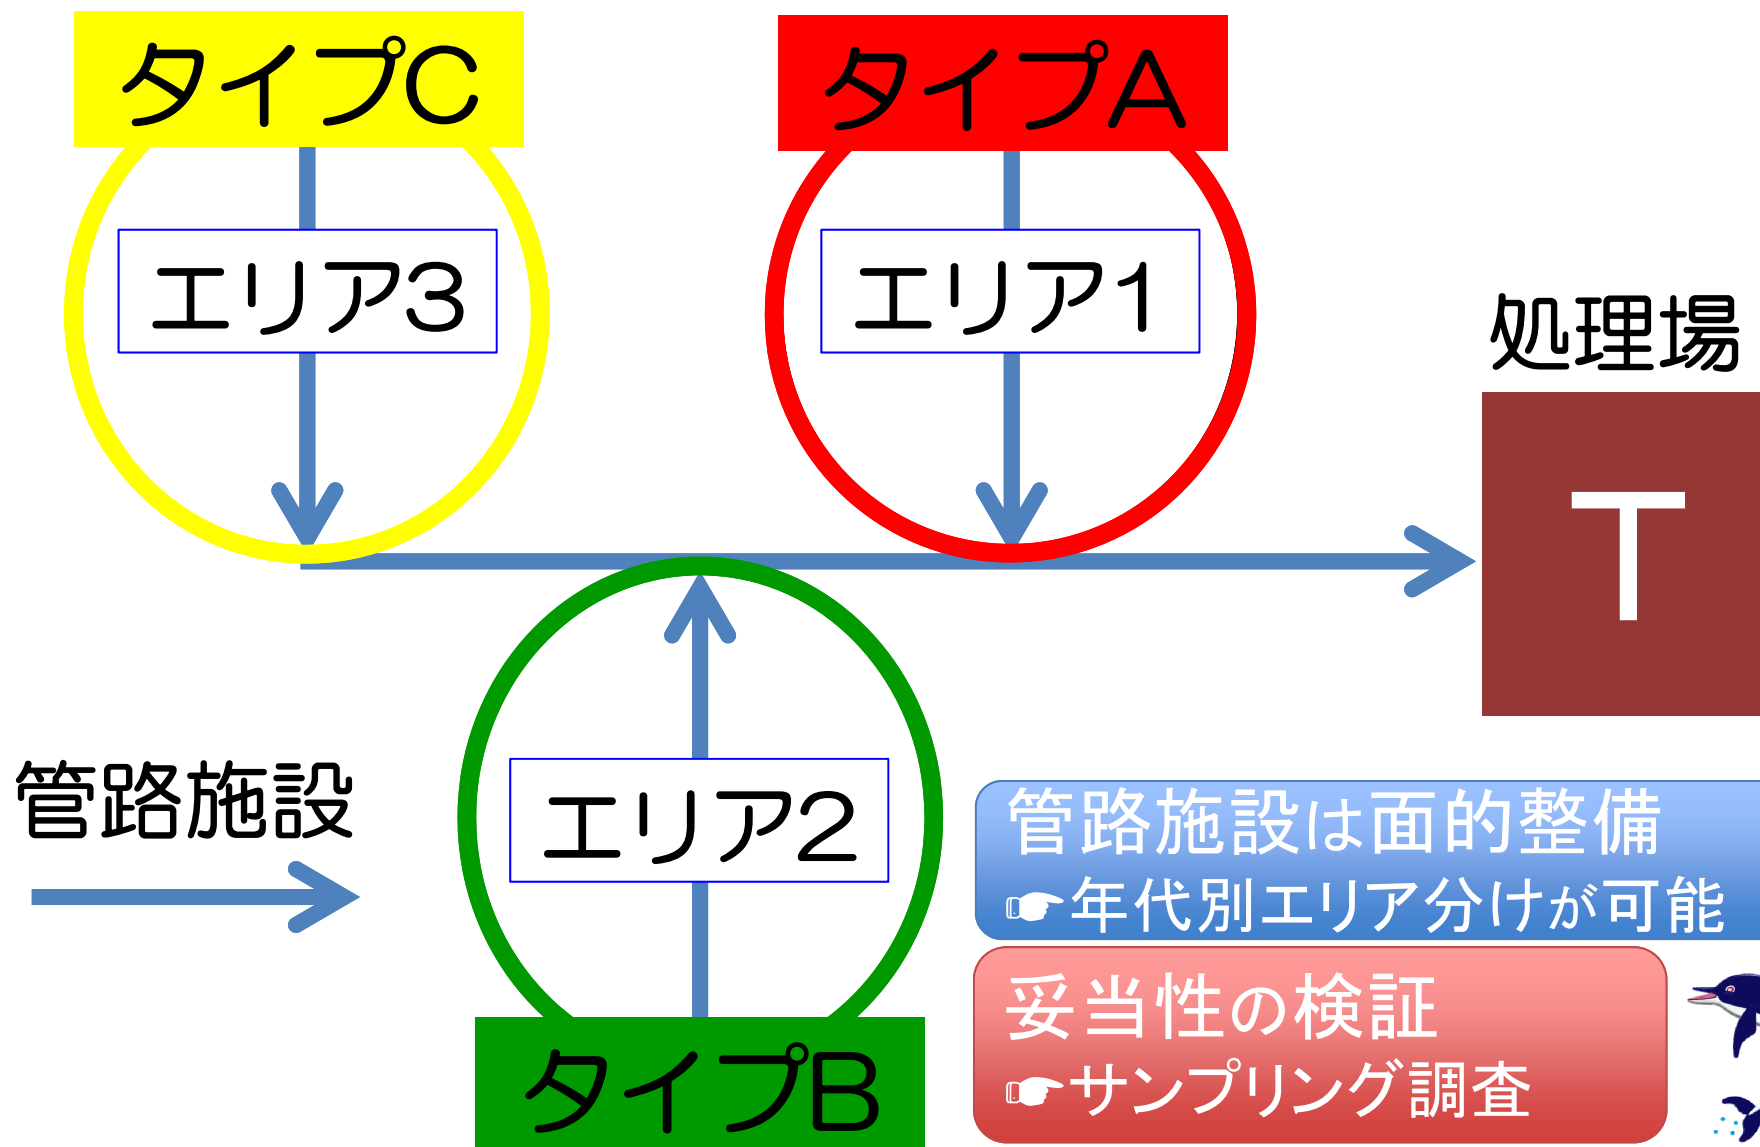 タイプC
タイプA
エリア3
エリア1
処理場
T
管路施設
エリア2
タイプB
管路施設は面的整備
☞年代別エリア分けが可能
妥当性の検証
☞サンプリング調査